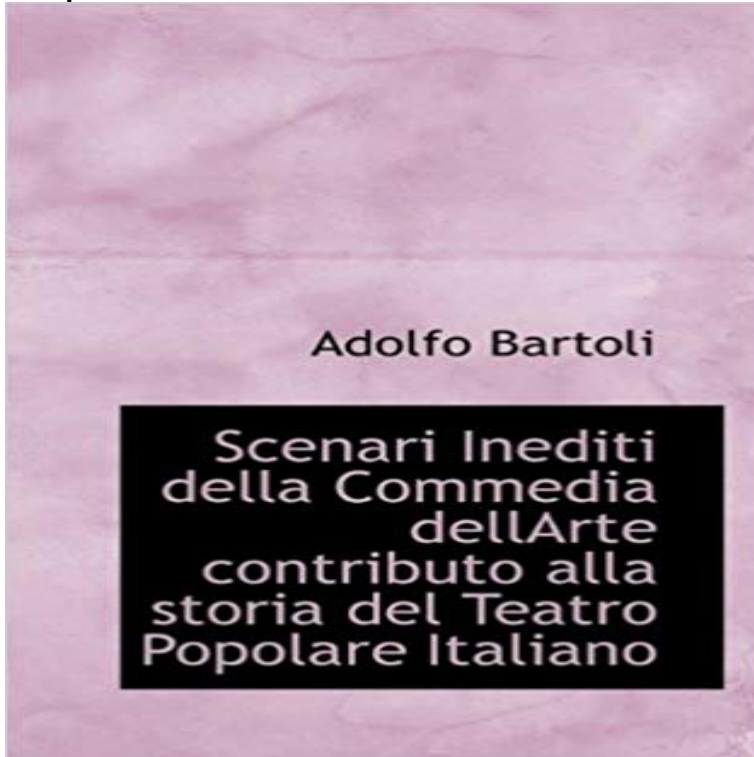 Adolfo Bartoli
Scenari Inediti
della Commedia
dellArte
contributo alla
storia del Teatro
Popolare Italiano